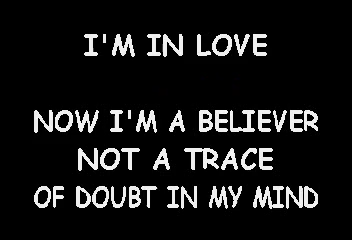 I'M IN LOVE
NOW I'M A BELIEVER
NOT A TRACE
OF DOUBT IN MY MIND